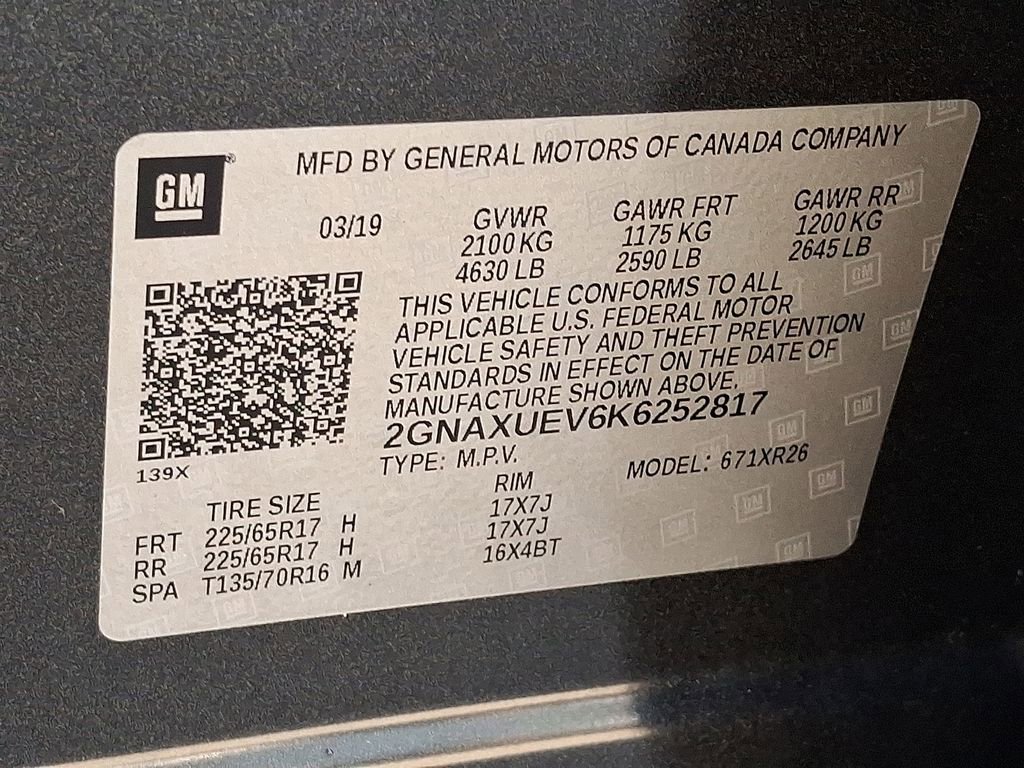 GM
MFD BY GENERAL MOTORS OF CANADA COMPANY
03/19
GVWR
2100 KG
4630 LB
GAWR FRT
1175 KG
2590 LB
GAWR RR
1200 KG
2645 LB
THIS VEHICLE CONFORMS TO ALL
APPLICABLE U.S. FEDERAL MOTOR
VEHICLE SAFETY AND THEFT PREVENTION
STANDARDS IN EFFECT ON THE DATE OF
MANUFACTURE SHOWN ABOVE.
2GNAXUEV6K6252817
TYPE: M.P.V. MODEL: 671XR26
139X
TIRE SIZE RIM
FRT 225/65R17 H 17X7J
RR 225/65R17 H 17X7J
SPA T135/70R16 M 16X4BT